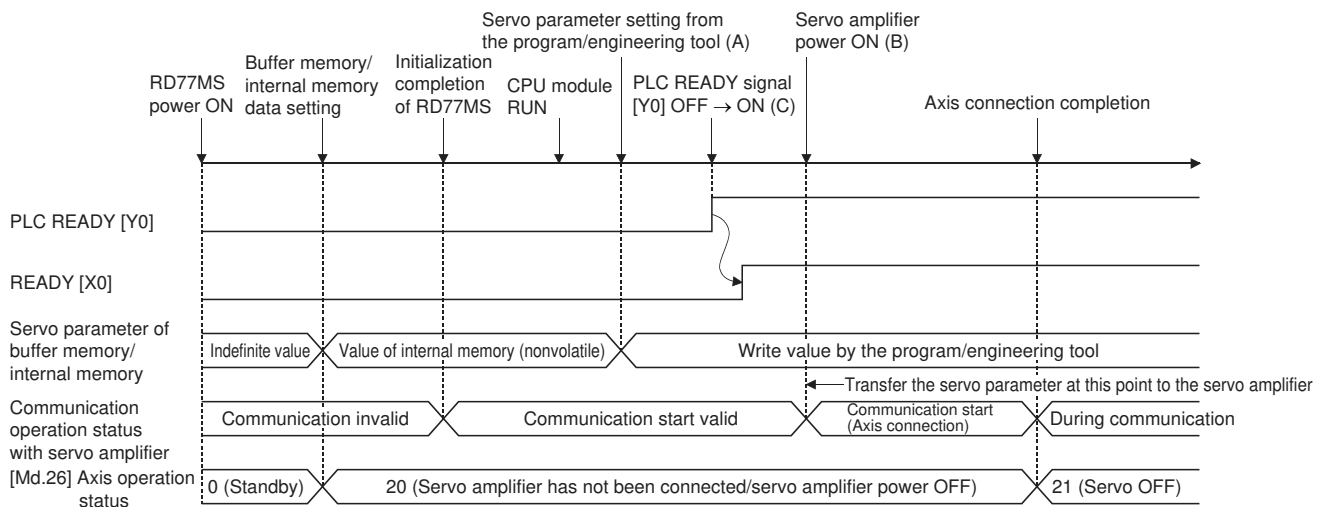 Servo parameter setting from
the program/engineering tool (A)
Servo amplifier
power ON (B)
RD77MS
power ON
Buffer memory/
internal memory
data setting
Initialization
completion
of RD77MS
CPU module
RUN
PLC READY signal
[Y0] OFF → ON (C)
Axis connection completion
PLC READY [Y0]
READY [X0]
Servo parameter of
buffer memory/
internal memory
Indefinite value
Value of internal memory (nonvolatile)
Write value by the program/engineering tool
Transfer the servo parameter at this point to the servo amplifier
Communication
operation status
with servo amplifier
Communication invalid
Communication start valid
Communication start
(Axis connection)
During communication
[Md.26] Axis operation
status
0 (Standby)
20 (Servo amplifier has not been connected/servo amplifier power OFF)
21 (Servo OFF)